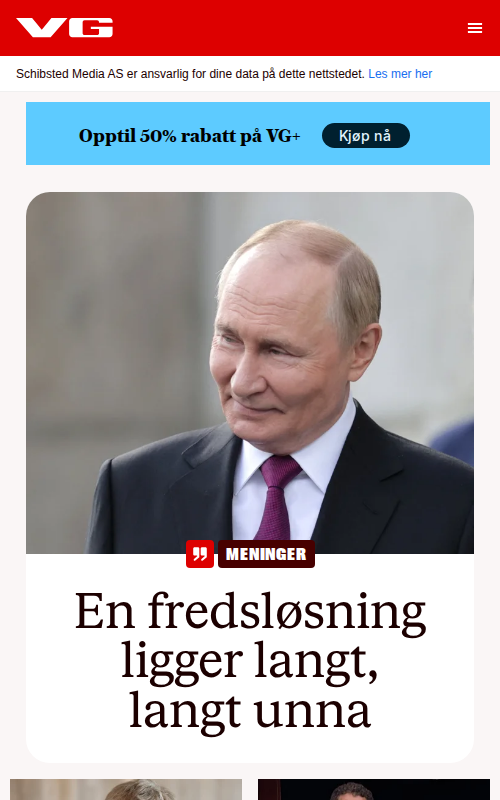 VG
Schibsted Media AS er ansvarlig for dine data på dette nettstedet. Les mer her
Opptil 50% rabatt på VG+
Kjøp nå
MENINGER
En fredsløsning
ligger langt,
langt unna